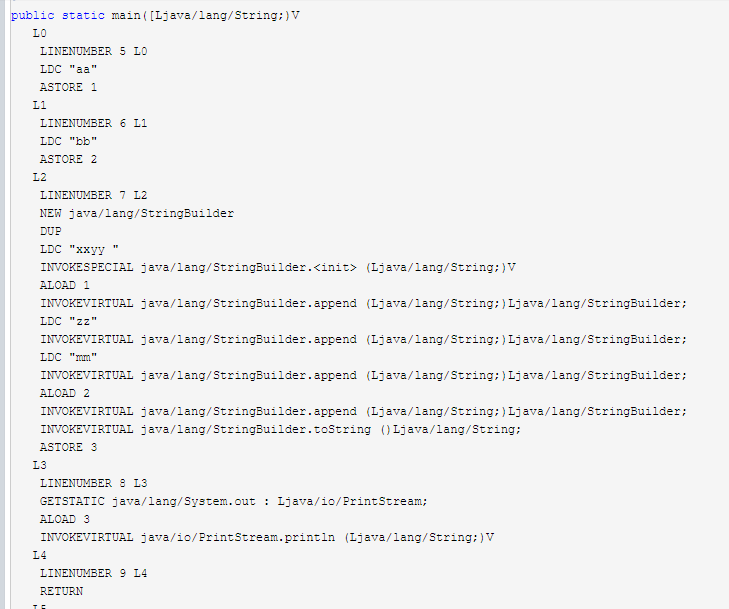 public static main([Ljava/lang/String;)V
L0
LINENUMBER 5 L0
LDC "aa"
ASTORE 1
L1
LINENUMBER 6 L1
LDC "bb"
ASTORE 2
L2
LINENUMBER 7 L2
NEW java/lang/StringBuilder
DUP
LDC "xxyy "
INVOKESPECIAL java/lang/StringBuilder.<init> (Ljava/lang/String;)V
ALOAD 1
INVOKEVIRTUAL java/lang/StringBuilder.append (Ljava/lang/String;)Ljava/lang/StringBuilder;
LDC "zz"
INVOKEVIRTUAL java/lang/StringBuilder.append (Ljava/lang/String;)Ljava/lang/StringBuilder;
LDC "mm"
INVOKEVIRTUAL java/lang/StringBuilder.append (Ljava/lang/String;)Ljava/lang/StringBuilder;
ALOAD 2
INVOKEVIRTUAL java/lang/StringBuilder.append (Ljava/lang/String;)Ljava/lang/StringBuilder;
INVOKEVIRTUAL java/lang/StringBuilder.toString ()Ljava/lang/String;
ASTORE 3
L3
LINENUMBER 8 L3
GETSTATIC java/lang/System.out : Ljava/io/PrintStream;
ALOAD 3
INVOKEVIRTUAL java/io/PrintStream.println (Ljava/lang/String;)V
L4
LINENUMBER 9 L4
RETURN
L5